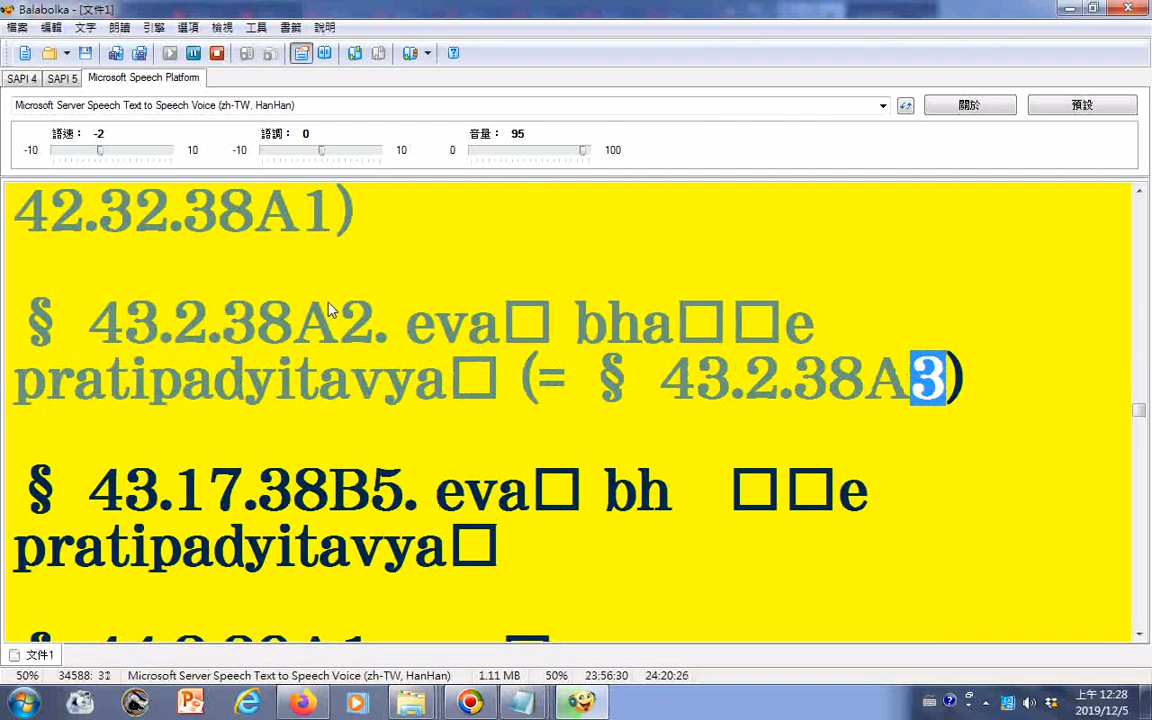 Balabolka - [文件1]
檔案 編輯 文字 朗讀 引擎 選項 檢視 工具 書籤 說明
SAPI 4 SAPI 5 Microsoft Speech Platform
Microsoft Server Speech Text to Speech Voice (zh-TW, HanHan) 關於 預設
語速： -2 語調： 0 音量： 95
-10 10 -10 10 0 100
42.32.38A1)
§ 43.2.38A2. eva□ bha□□e
pratipadyitavya□ (= § 43.2.38A3)
§ 43.17.38B5. eva□ bh □□e
pratipadyitavya□
文件1
50% 34588: 31 Microsoft Server Speech Text to Speech Voice (zh-TW, HanHan) 1.11 MB 50% 23:56:30 24:20:26
上午 12:28
2019/12/5